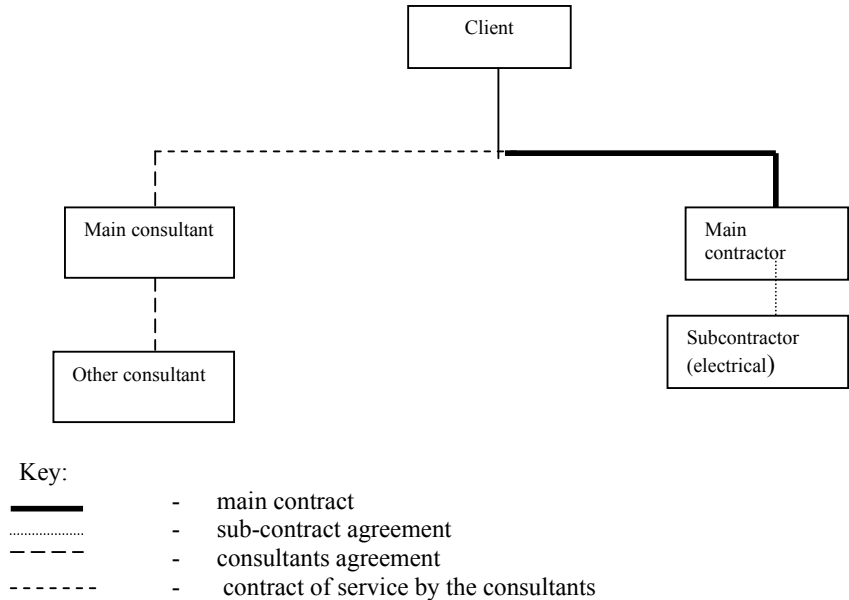 Client
Main consultant
Main
contractor
Other consultant
Subcontractor
(electrical)
Key:
- main contract
- sub-contract agreement
- consultants agreement
- contract of service by the consultants